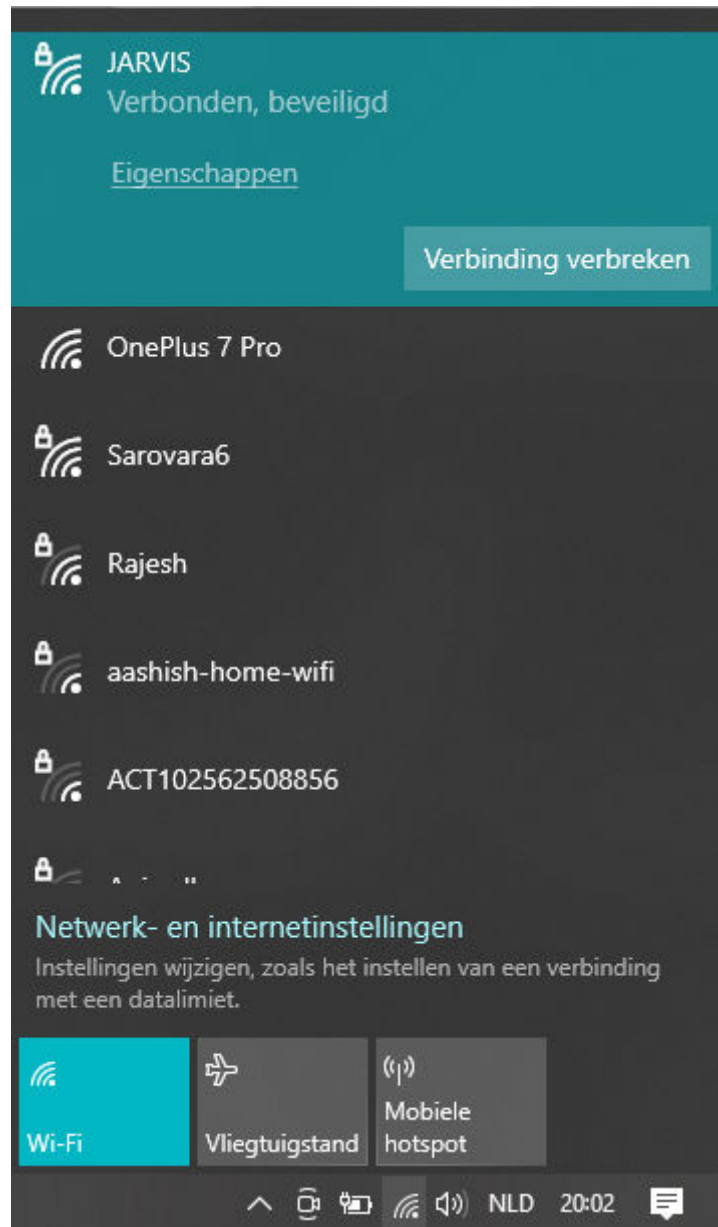 JARVIS
Verbonden, beveiligd
Eigenschappen
Verbinding verbreken
OnePlus 7 Pro
Sarovara6
Rajesh
aashish-home-wifi
ACT102562508856
Netwerk- en internetinstellingen
Instellingen wijzigen, zoals het instellen van een verbinding
met een datalimiet.
Wi-Fi
Vliegtuigstand
Mobiele
hotspot
NLD 20:02